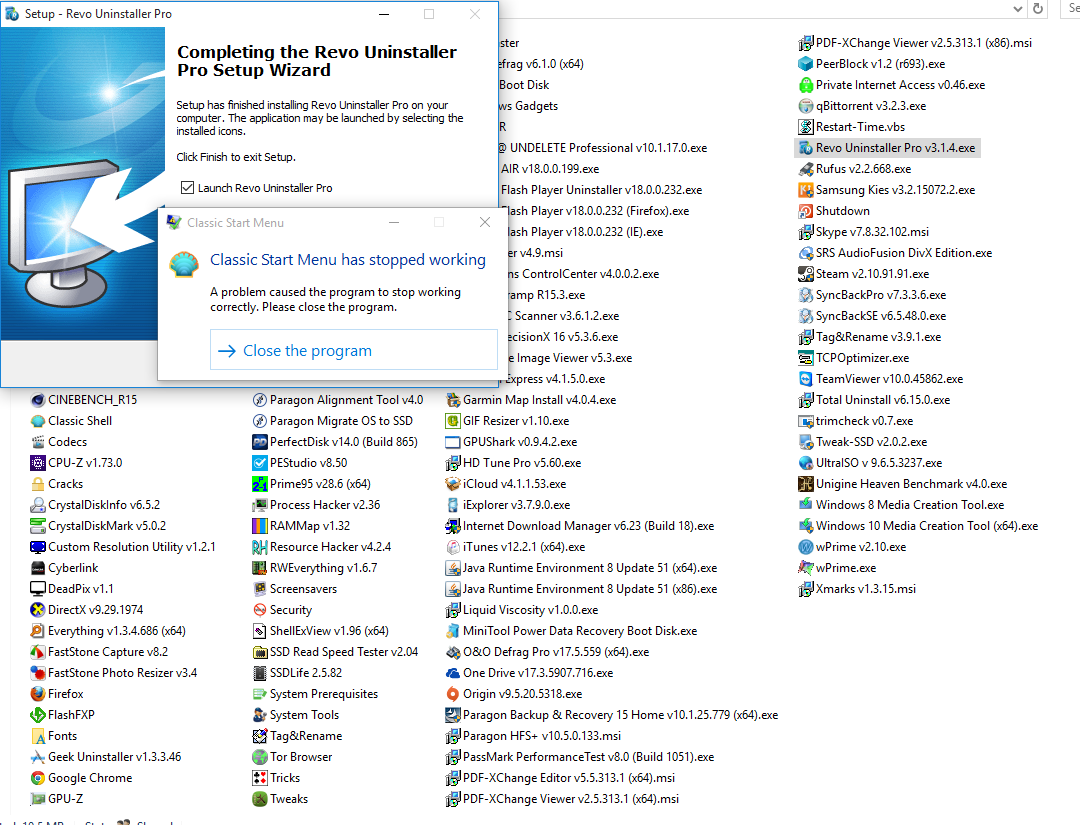 Setup - Revo Uninstaller Pro
Completing the Revo Uninstaller
Pro Setup Wizard
Setup has finished installing Revo Uninstaller Pro on your
computer. The application may be launched by selecting the
installed icons.
Click Finish to exit Setup.
Launch Revo Uninstaller Pro
Classic Start Menu
Classic Start Menu has stopped working
A problem caused the program to stop working
correctly. Please close the program.
Close the program
CINEBENCH_R15
Classic Shell
Codecs
CPU-Z v1.73.0
Cracks
CrystalDiskInfo v6.5.2
CrystalDiskMark v5.0.2
Custom Resolution Utility v1.2.1
Cyberlink
DeadPix v1.1
DirectX v9.29.1974
Everything v1.3.4.686 (x64)
FastStone Capture v8.2
FastStone Photo Resizer v3.4
Firefox
FlashFXP
Fonts
Geek Uninstaller v1.3.3.46
Google Chrome
GPU-Z
Paragon Alignment Tool v4.0
Paragon Migrate OS to SSD
PerfectDisk v14.0 (Build 865)
PEStudio v8.50
Prime95 v28.6 (x64)
Process Hacker v2.36
RAMMap v1.32
Resource Hacker v4.2.4
RWEverything v1.6.7
Screensavers
Security
ShellExView v1.96 (x64)
SSD Read Speed Tester v2.04
SSDLife 2.5.82
System Prerequisites
System Tools
Tag&Rename
Tor Browser
Tricks
Tweaks
ster
efrag v6.1.0 (x64)
Boot Disk
ws Gadgets
R
@ UNDELETE Professional v10.1.17.0.exe
AIR v18.0.0.199.exe
Flash Player Uninstaller v18.0.0.232.exe
Flash Player v18.0.0.232 (Firefox).exe
Flash Player v18.0.0.232 (IE).exe
er v4.9.msi
ns ControlCenter v4.0.0.2.exe
ramp R15.3.exe
C Scanner v3.6.1.2.exe
ecisionX 16 v5.3.6.exe
e Image Viewer v5.3.exe
Express v4.1.5.0.exe
Garmin Map Install v4.0.4.exe
GIF Resizer v1.10.exe
GPUShark v0.9.4.2.exe
HD Tune Pro v5.60.exe
iCloud v4.1.1.53.exe
iExplorer v3.7.9.0.exe
Internet Download Manager v6.23 (Build 18).exe
iTunes v12.2.1 (x64).exe
Java Runtime Environment 8 Update 51 (x64).exe
Java Runtime Environment 8 Update 51 (x86).exe
Liquid Viscosity v1.0.0.exe
MiniTool Power Data Recovery Boot Disk.exe
O&O Defrag Pro v17.5.559 (x64).exe
One Drive v17.3.5907.716.exe
Origin v9.5.20.5318.exe
Paragon Backup & Recovery 15 Home v10.1.25.779 (x64).exe
Paragon HFS+ v10.5.0.133.msi
PassMark PerformanceTest v8.0 (Build 1051).exe
PDF-XChange Editor v5.5.313.1 (x64).msi
PDF-XChange Viewer v2.5.313.1 (x64).msi
Se
PDF-XChange Viewer v2.5.313.1 (x86).msi
PeerBlock v1.2 (r693).exe
Private Internet Access v0.46.exe
qBittorrent v3.2.3.exe
Restart-Time.vbs
Revo Uninstaller Pro v3.1.4.exe
Rufus v2.2.668.exe
Samsung Kies v3.2.15072.2.exe
Shutdown
Skype v7.8.32.102.msi
SRS AudioFusion DivX Edition.exe
Steam v2.10.91.91.exe
SyncBackPro v7.3.3.6.exe
SyncBackSE v6.5.48.0.exe
Tag&Rename v3.9.1.exe
TCPOptimizer.exe
TeamViewer v10.0.45862.exe
Total Uninstall v6.15.0.exe
trimcheck v0.7.exe
Tweak-SSD v2.0.2.exe
UltraISO v 9.6.5.3237.exe
Unigine Heaven Benchmark v4.0.exe
Windows 8 Media Creation Tool.exe
Windows 10 Media Creation Tool (x64).exe
wPrime v2.10.exe
wPrime.exe
Xmarks v1.3.15.msi